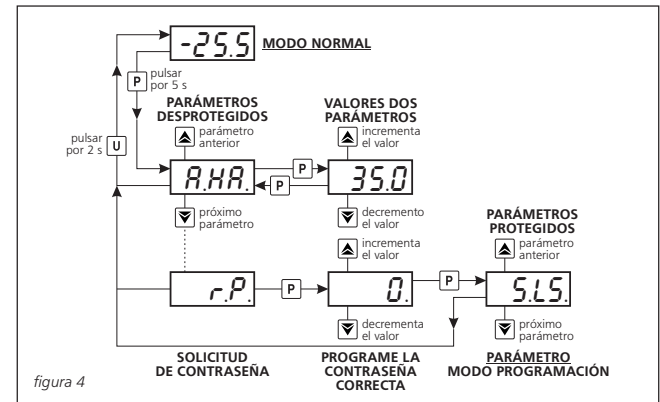 -25.5
MODO NORMAL
P
pulsar
por 5 s
PARÁMETROS
DESPROTEGIDOS
VALORES DOS
PARÁMETROS
parámetro
anterior
incrementa
el valor
pulsar
por 2 s
U
A.HA.
P
P
35.0
próximo
parámetro
decremento
el valor
PARÁMETROS
PROTEGIDOS
incrementa
el valor
parámetro
anterior
r.P.
P
0.
P
S.LS.
decrementa
el valor
próximo
parámetro
SOLICITUD
DE CONTRASEÑA
PROGRAME LA
CONTRASEÑA
CORRECTA
PARÁMETRO
MODO PROGRAMACIÓN
figura 4